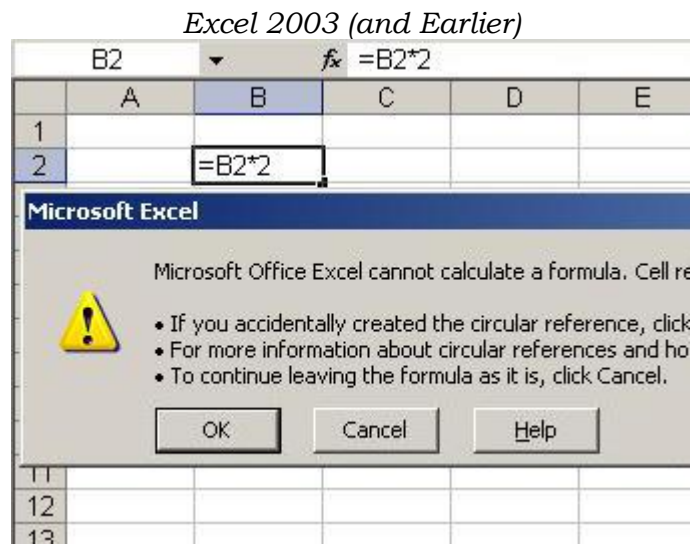 Excel 2003 (and Earlier)
B2 fx =B2*2
A B C D E
1
2 =B2*2
Microsoft Excel
Microsoft Office Excel cannot calculate a formula. Cell re
• If you accidentally created the circular reference, click
• For more information about circular references and ho
• To continue leaving the formula as it is, click Cancel.
OK Cancel Help
11
12
13